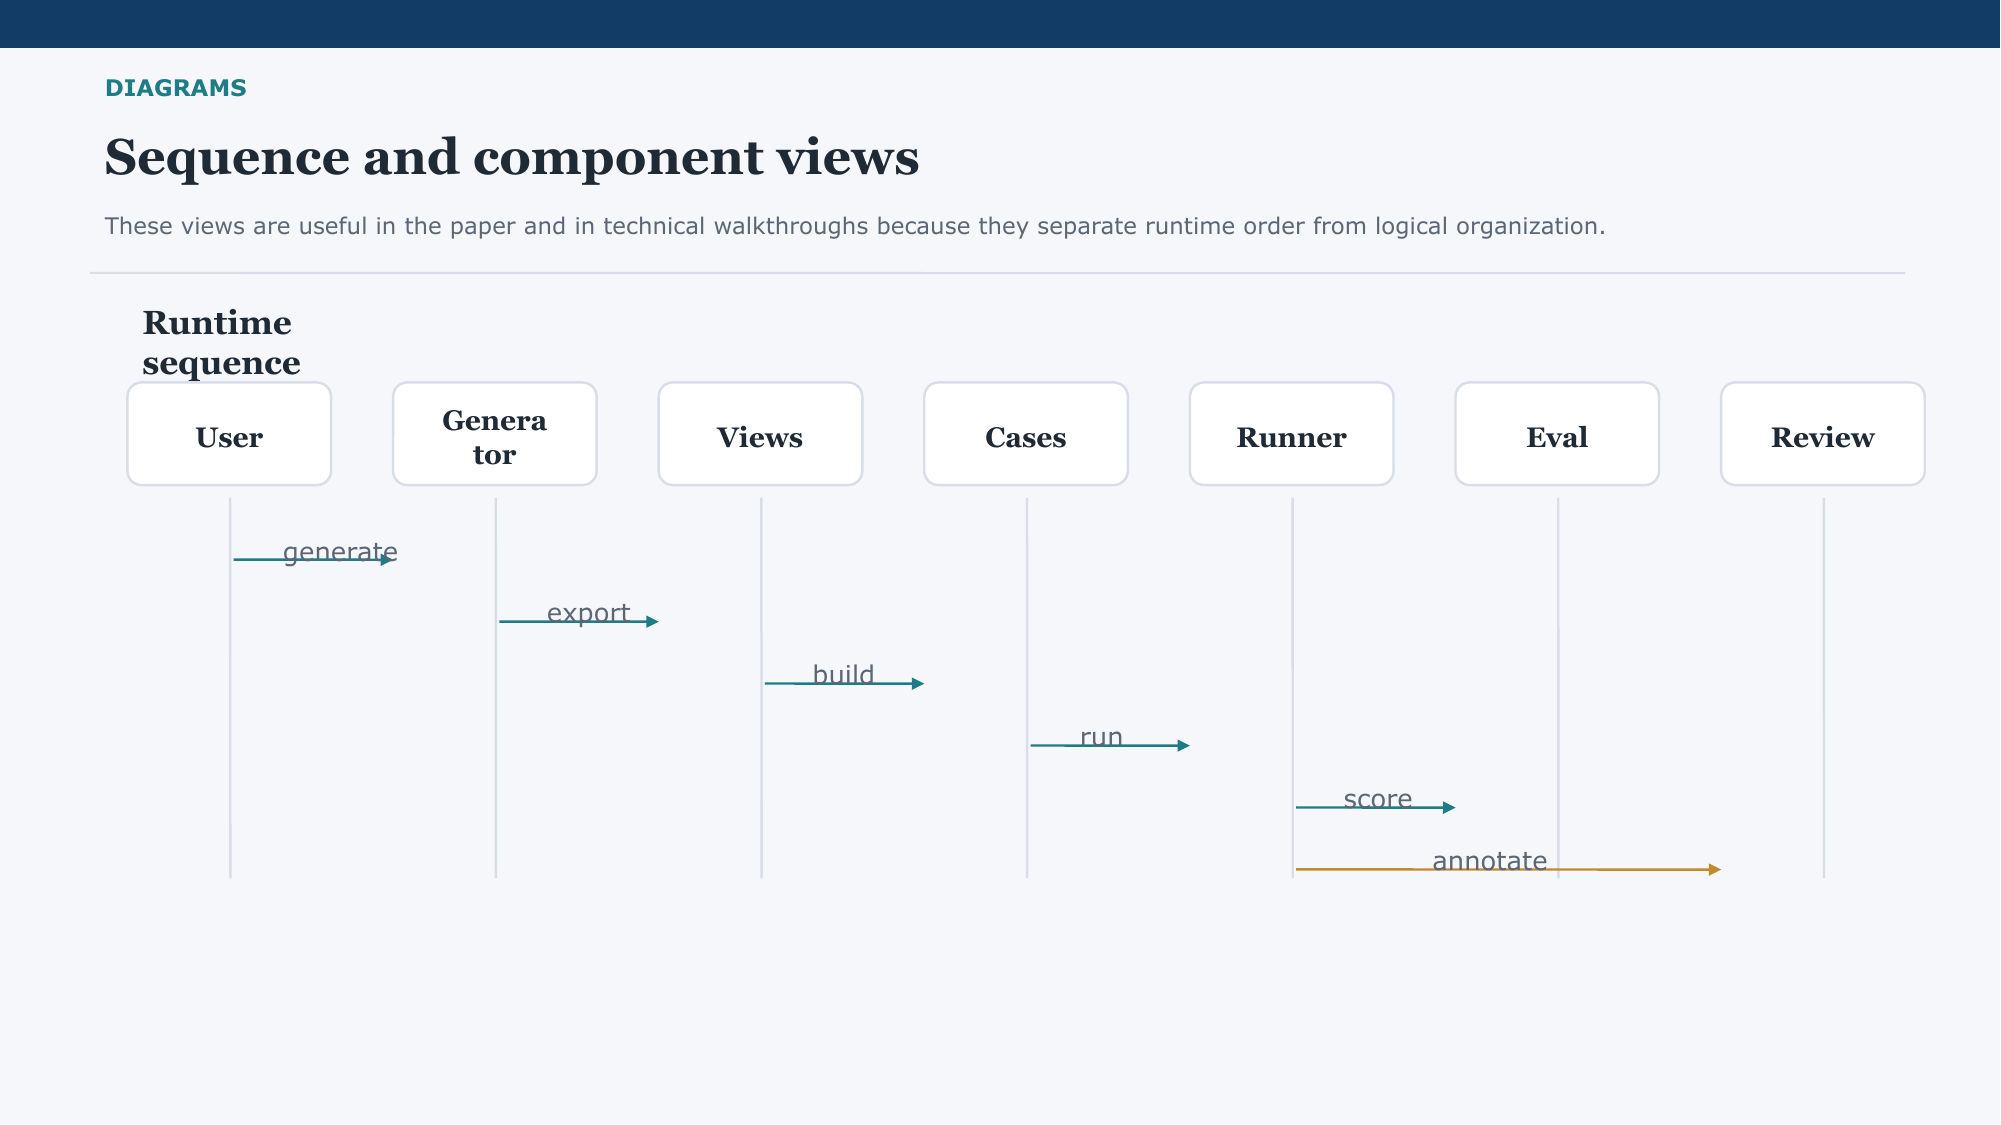 DIAGRAMS
Sequence and component views
These views are useful in the paper and in technical walkthroughs because they separate runtime order from logical organization.
Runtime
sequence
User
Genera
tor
Views
Cases
Runner
Eval
Review
generate
export
build
run
score
annotate